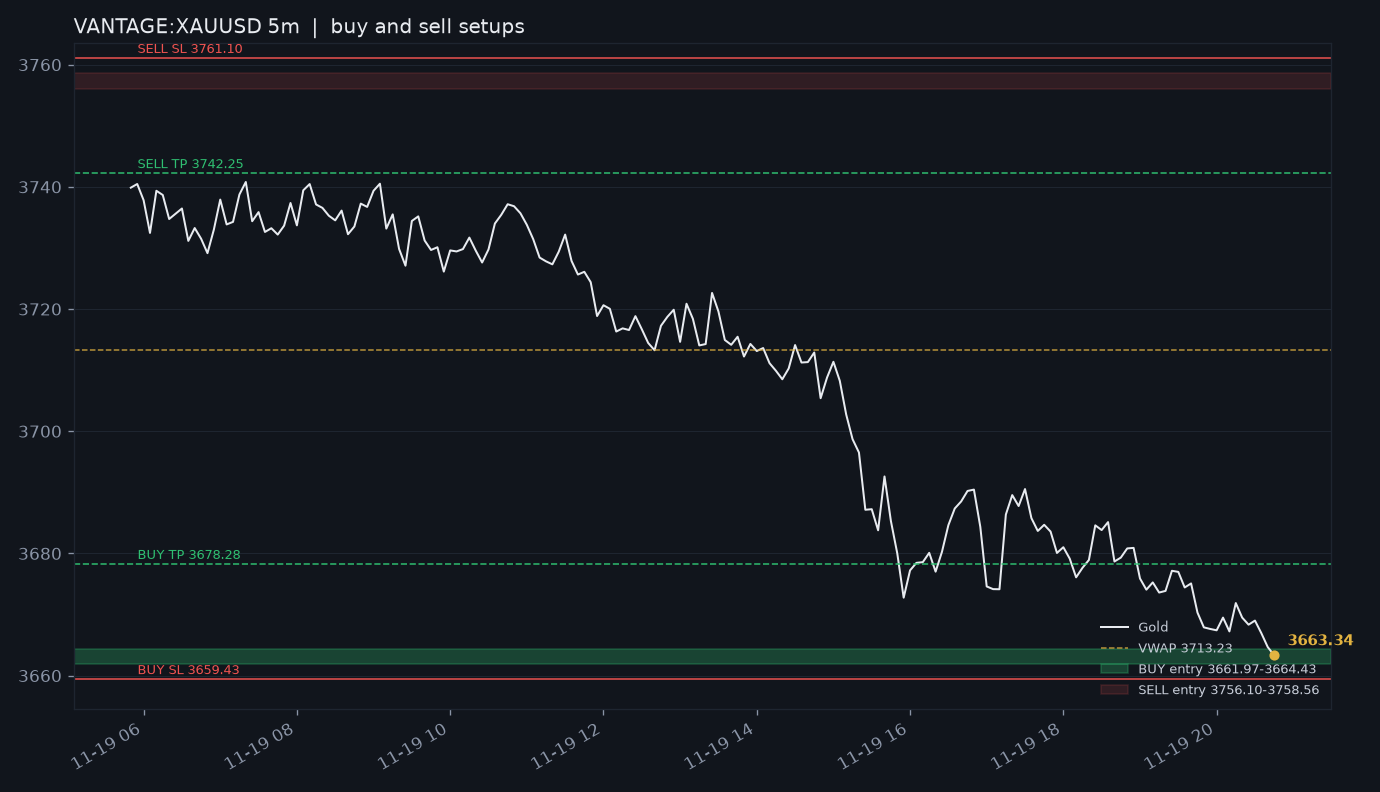 VANTAGE:XAUUSD 5m | buy and sell setups
SELL SL 3761.10
3760
SELL TP 3742.25
3740
3720
3700
BUY TP 3678.28
3680
Gold
3663.34
VWAP 3713.23
BUY SL 3659.43
BUY entry 3661.97-3664.43
3660
SELL entry 3756.10-3758.56
11-19 06
11-19 08
11-19 10
11-19 12
11-19 14
11-19 16
11-19 18
11-19 20